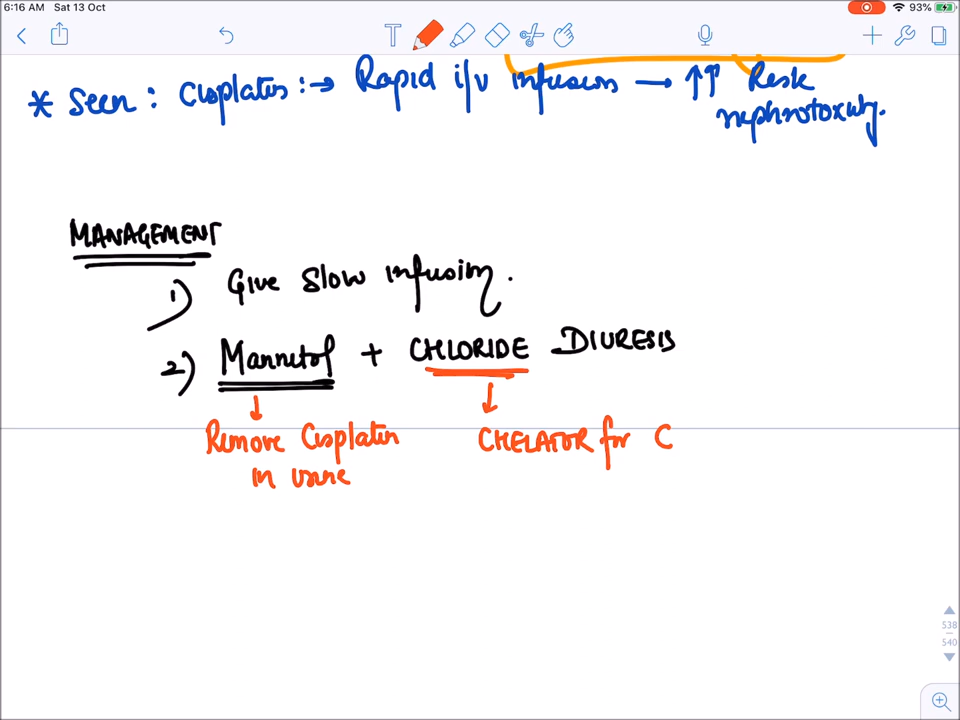 6:16 AM Sat 13 Oct
93%
T
* Seen: Cisplatin :→ Rapid i/v infusion → ↑↑ Risk
nephrotoxicity.
MANAGEMENT
1) Give Slow infusion.
2) Mannitol + CHLORIDE DIURESIS
Remove Cisplatin
in urine
CHELATOR for C
538
540